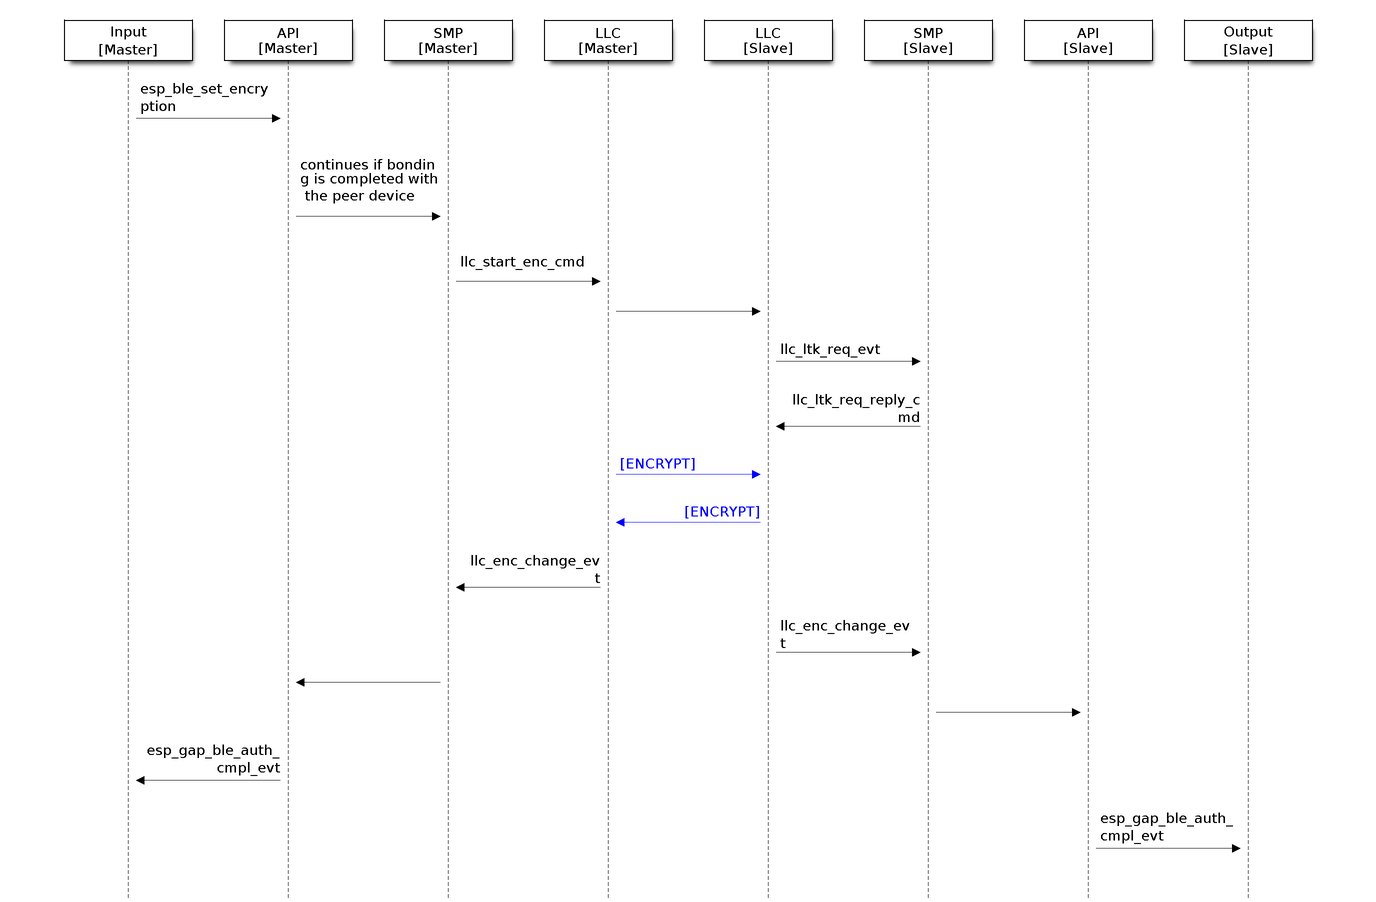 Input
[Master]
API
[Master]
SMP
[Master]
LLC
[Master]
LLC
[Slave]
SMP
[Slave]
API
[Slave]
Output
[Slave]
esp_ble_set_encry
ption
continues if bondin
g is completed with
the peer device
llc_start_enc_cmd
llc_ltk_req_evt
llc_ltk_req_reply_c
md
[ENCRYPT]
[ENCRYPT]
llc_enc_change_ev
t
llc_enc_change_ev
t
esp_gap_ble_auth_
cmpl_evt
esp_gap_ble_auth_
cmpl_evt